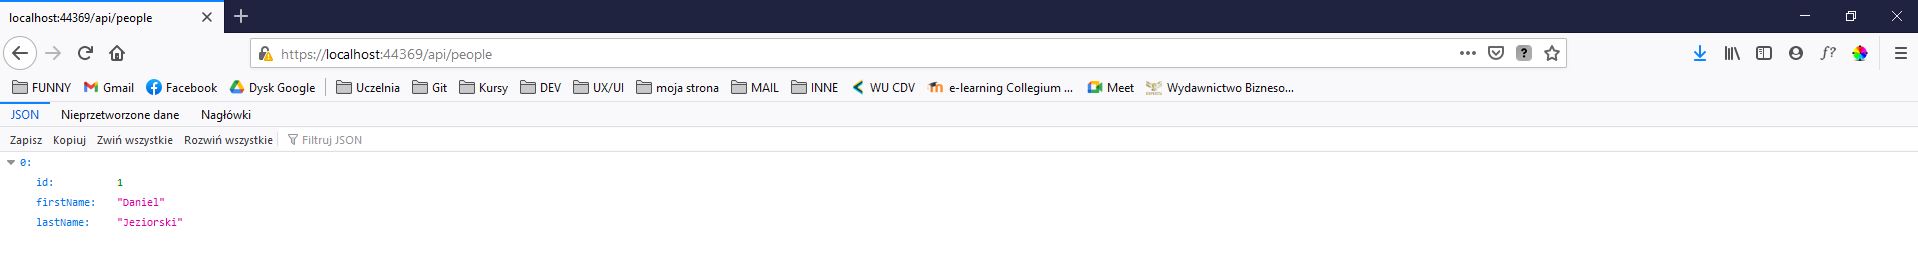 localhost:44369/api/people
https://localhost:44369/api/people
FUNNY Gmail Facebook Dysk Google Uczelnia Git Kursy DEV UX/UI moja strona MAIL INNE WU CDV e-learning Collegium ... Meet Wydawnictwo Bizneso...
JSON Nieprzetworzone dane Nagłówki
Zapisz Kopiuj Zwiń wszystkie Rozwiń wszystkie Filtruj JSON
0:
id: 1
firstName: "Daniel"
lastName: "Jeziorski"